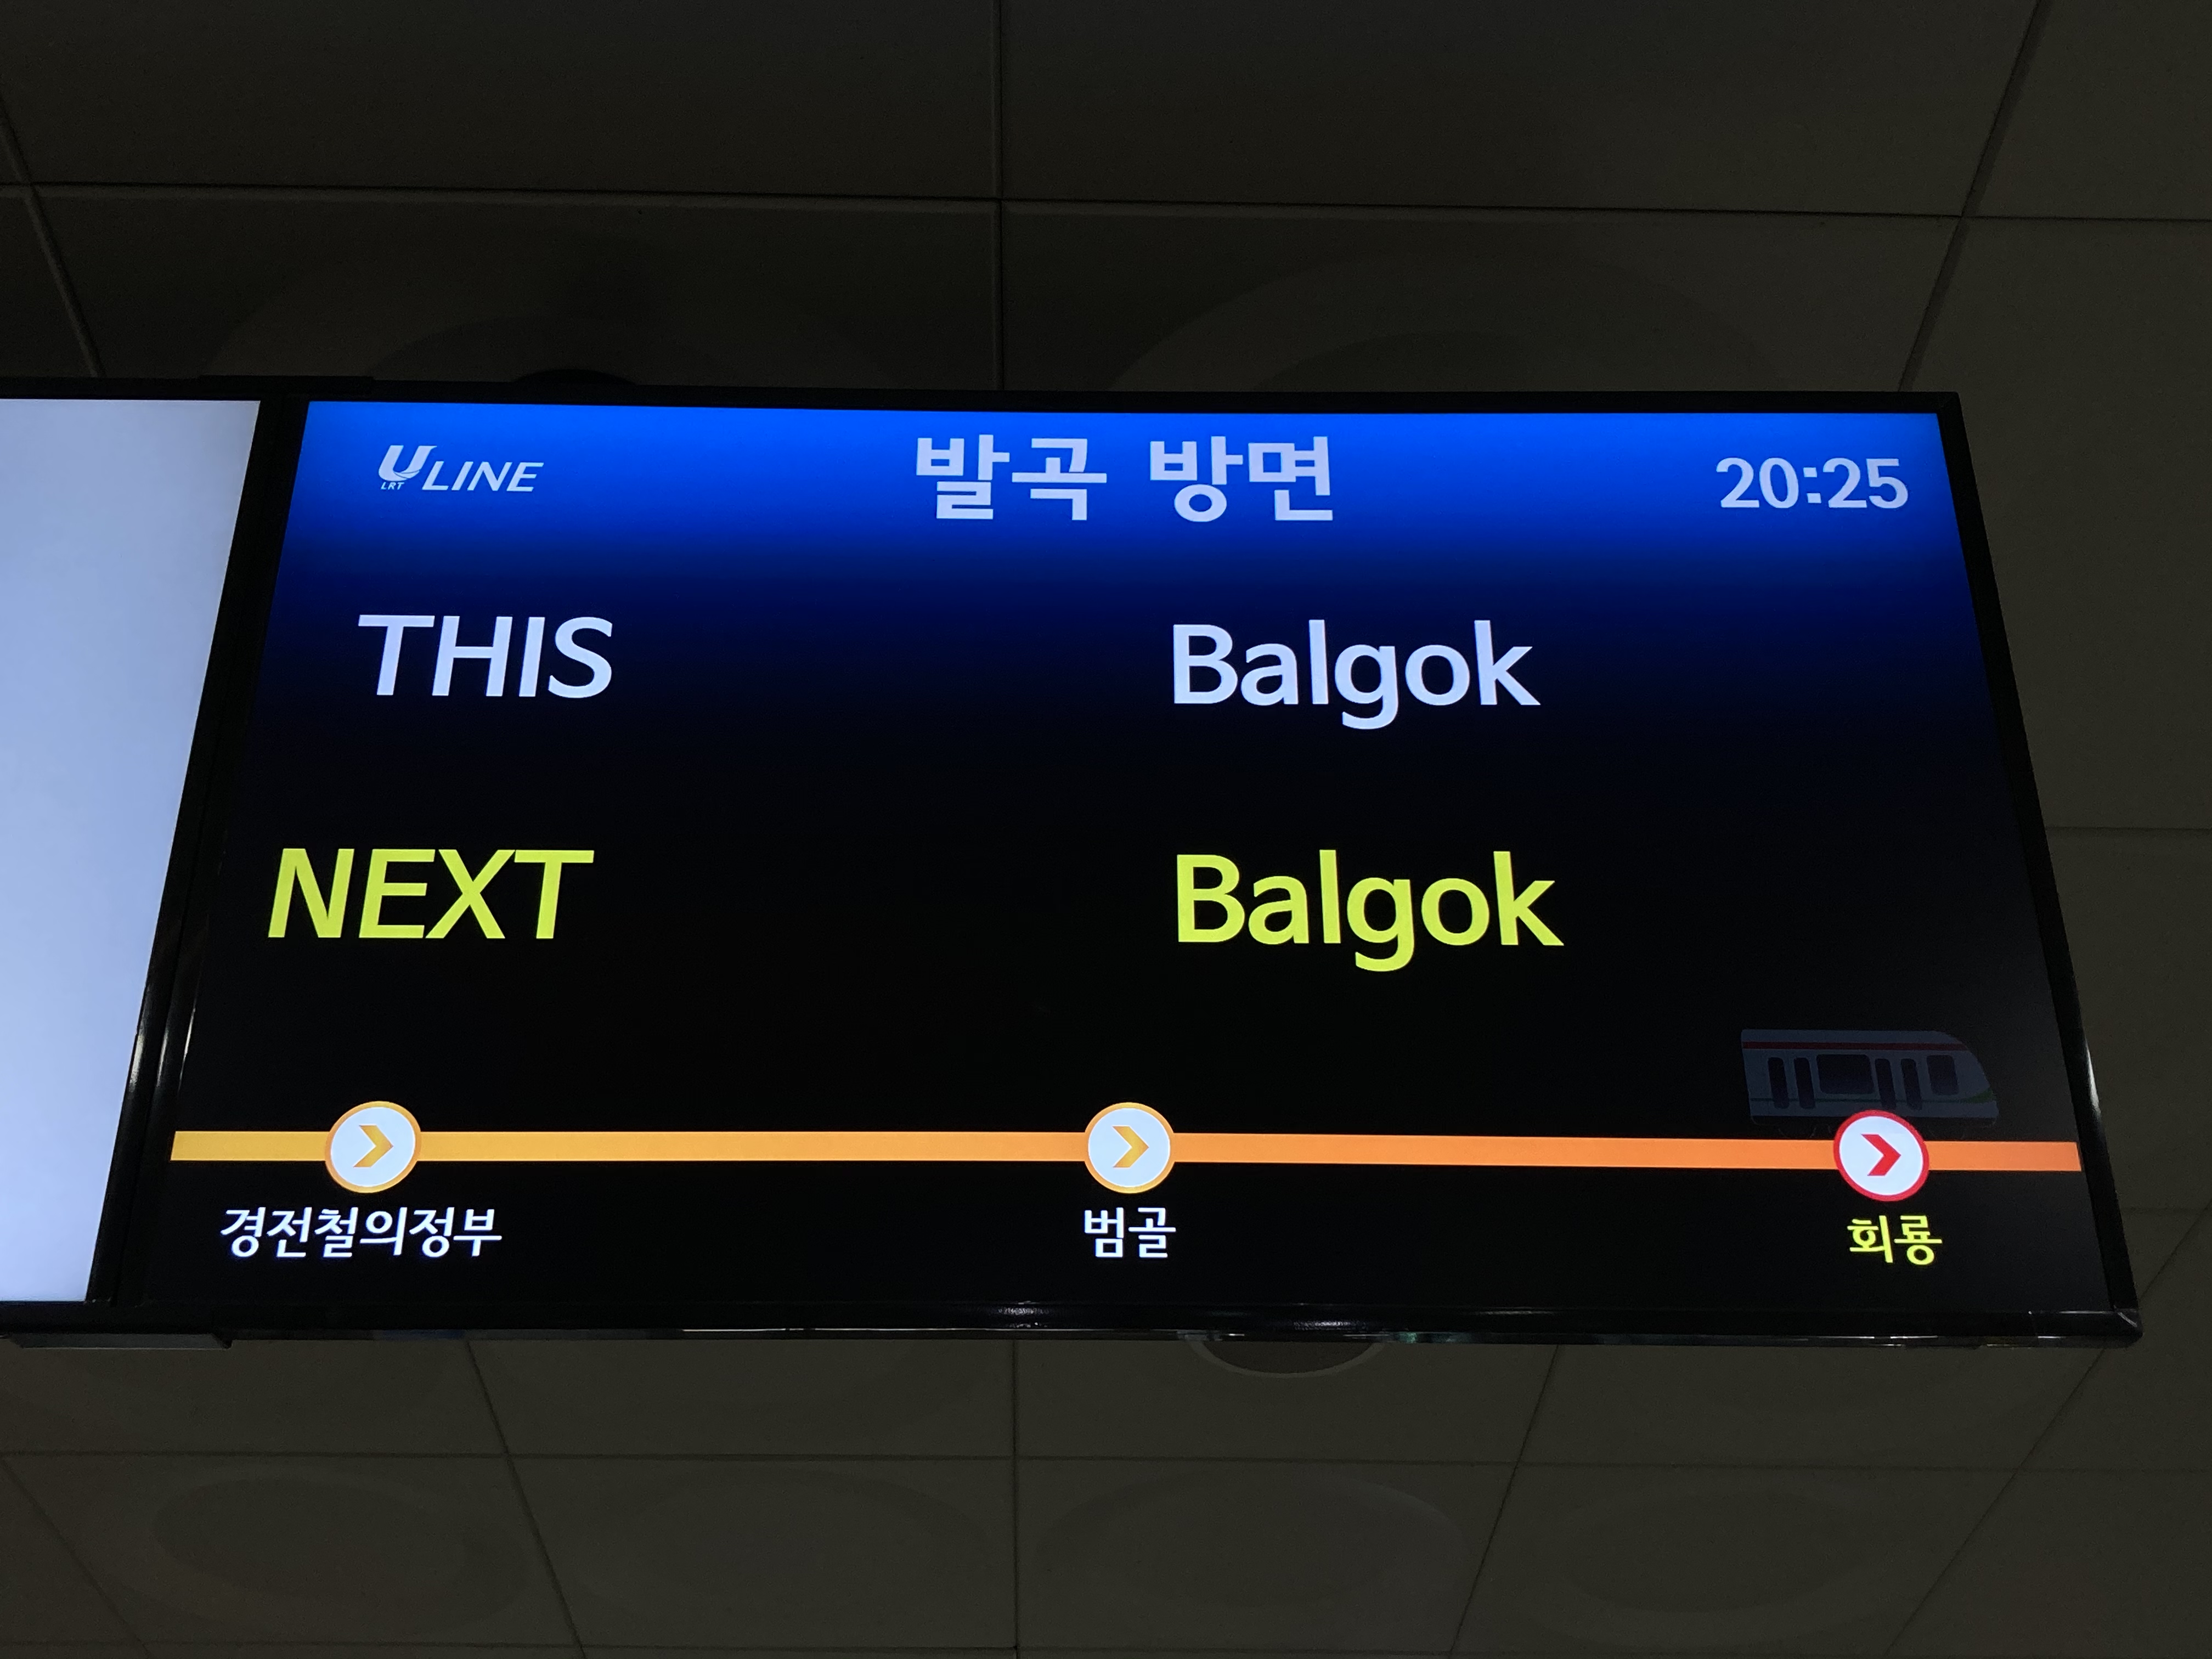 U LINE
LRT
발곡 방면
20:25
THIS Balgok
NEXT Balgok
경전철의정부 범골 회룡